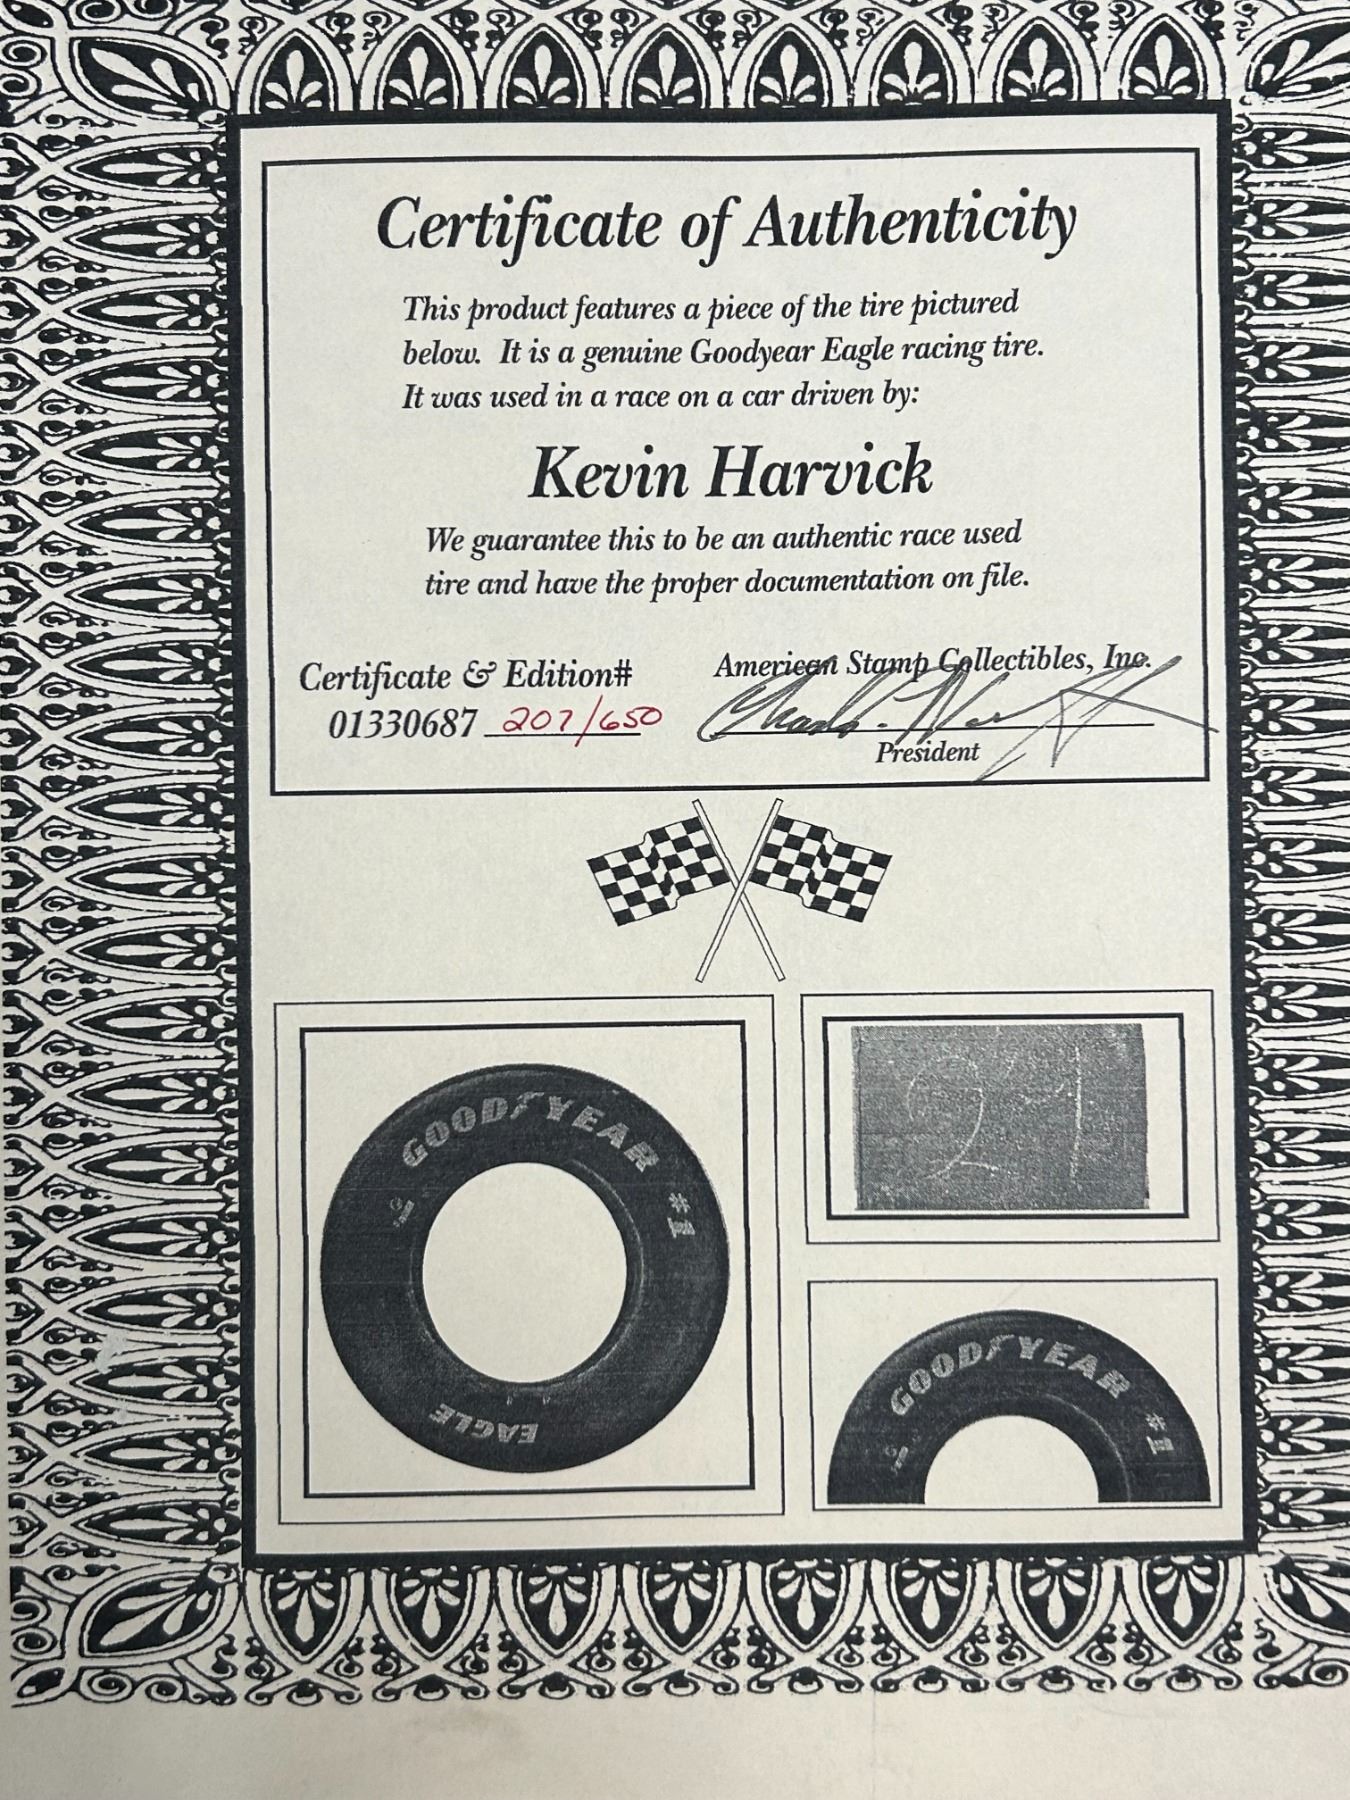 Certificate of Authenticity
This product features a piece of the tire pictured
below. It is a genuine Goodyear Eagle racing tire.
It was used in a race on a car driven by:
Kevin Harvick
We guarantee this to be an authentic race used
tire and have the proper documentation on file.
Certificate & Edition#
01330687 207/650
American Stamp Collectibles, Inc.
President
GOODYEAR #1
EAGLE
21
GOODYEAR #1